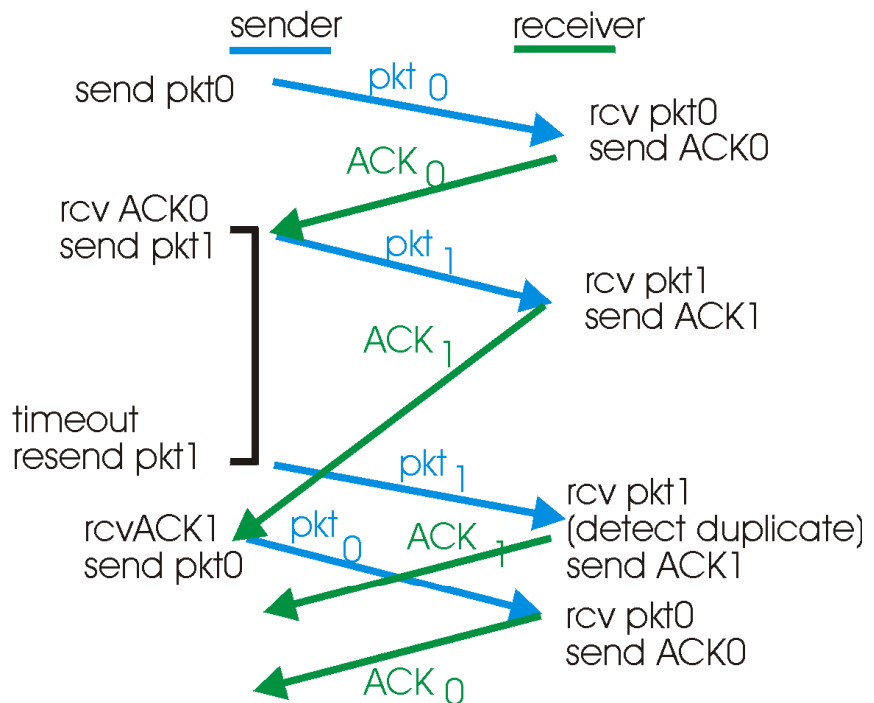 sender
receiver
send pkt0
pkt 0
rcv pkt0
send ACK0
ACK 0
rcv ACK0
send pkt1
pkt 1
rcv pkt1
send ACK1
ACK 1
timeout
resend pkt1
pkt 1
rcv pkt1
(detect duplicate)
send ACK1
rcvACK1
send pkt0
pkt 0
ACK 1
rcv pkt0
send ACK0
ACK 0